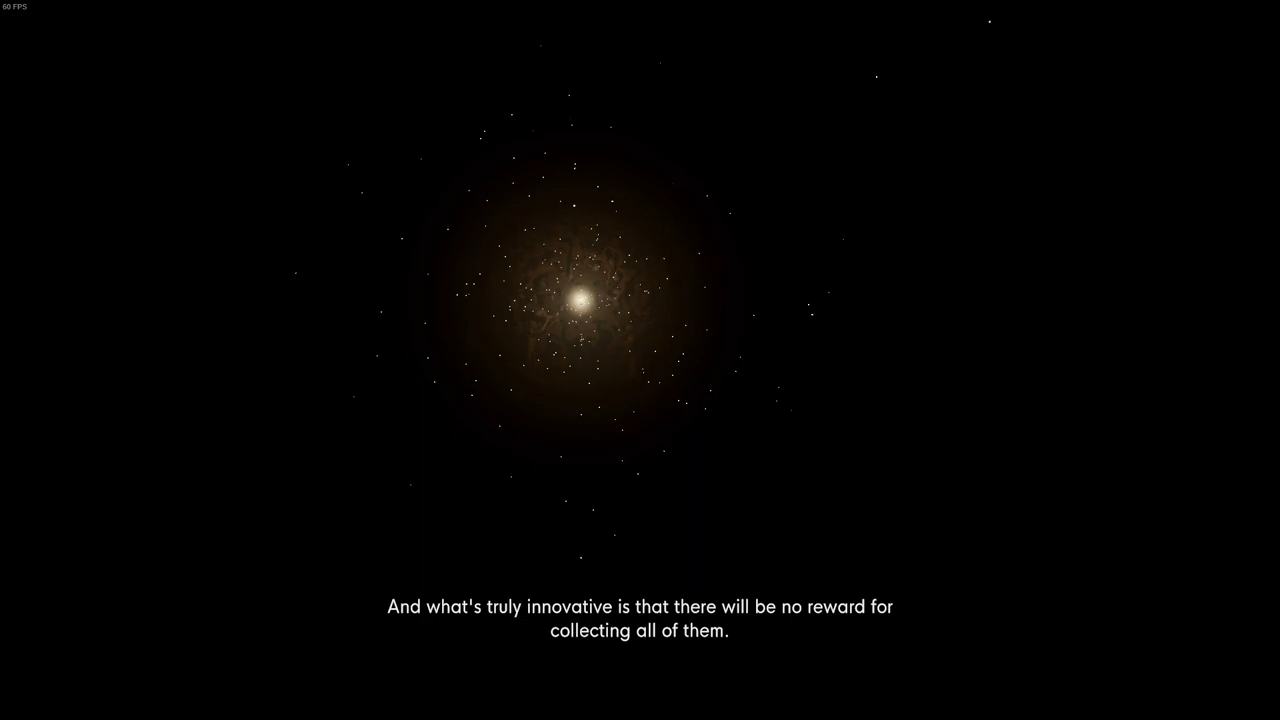 60 FPS
And what's truly innovative is that there will be no reward for
collecting all of them.